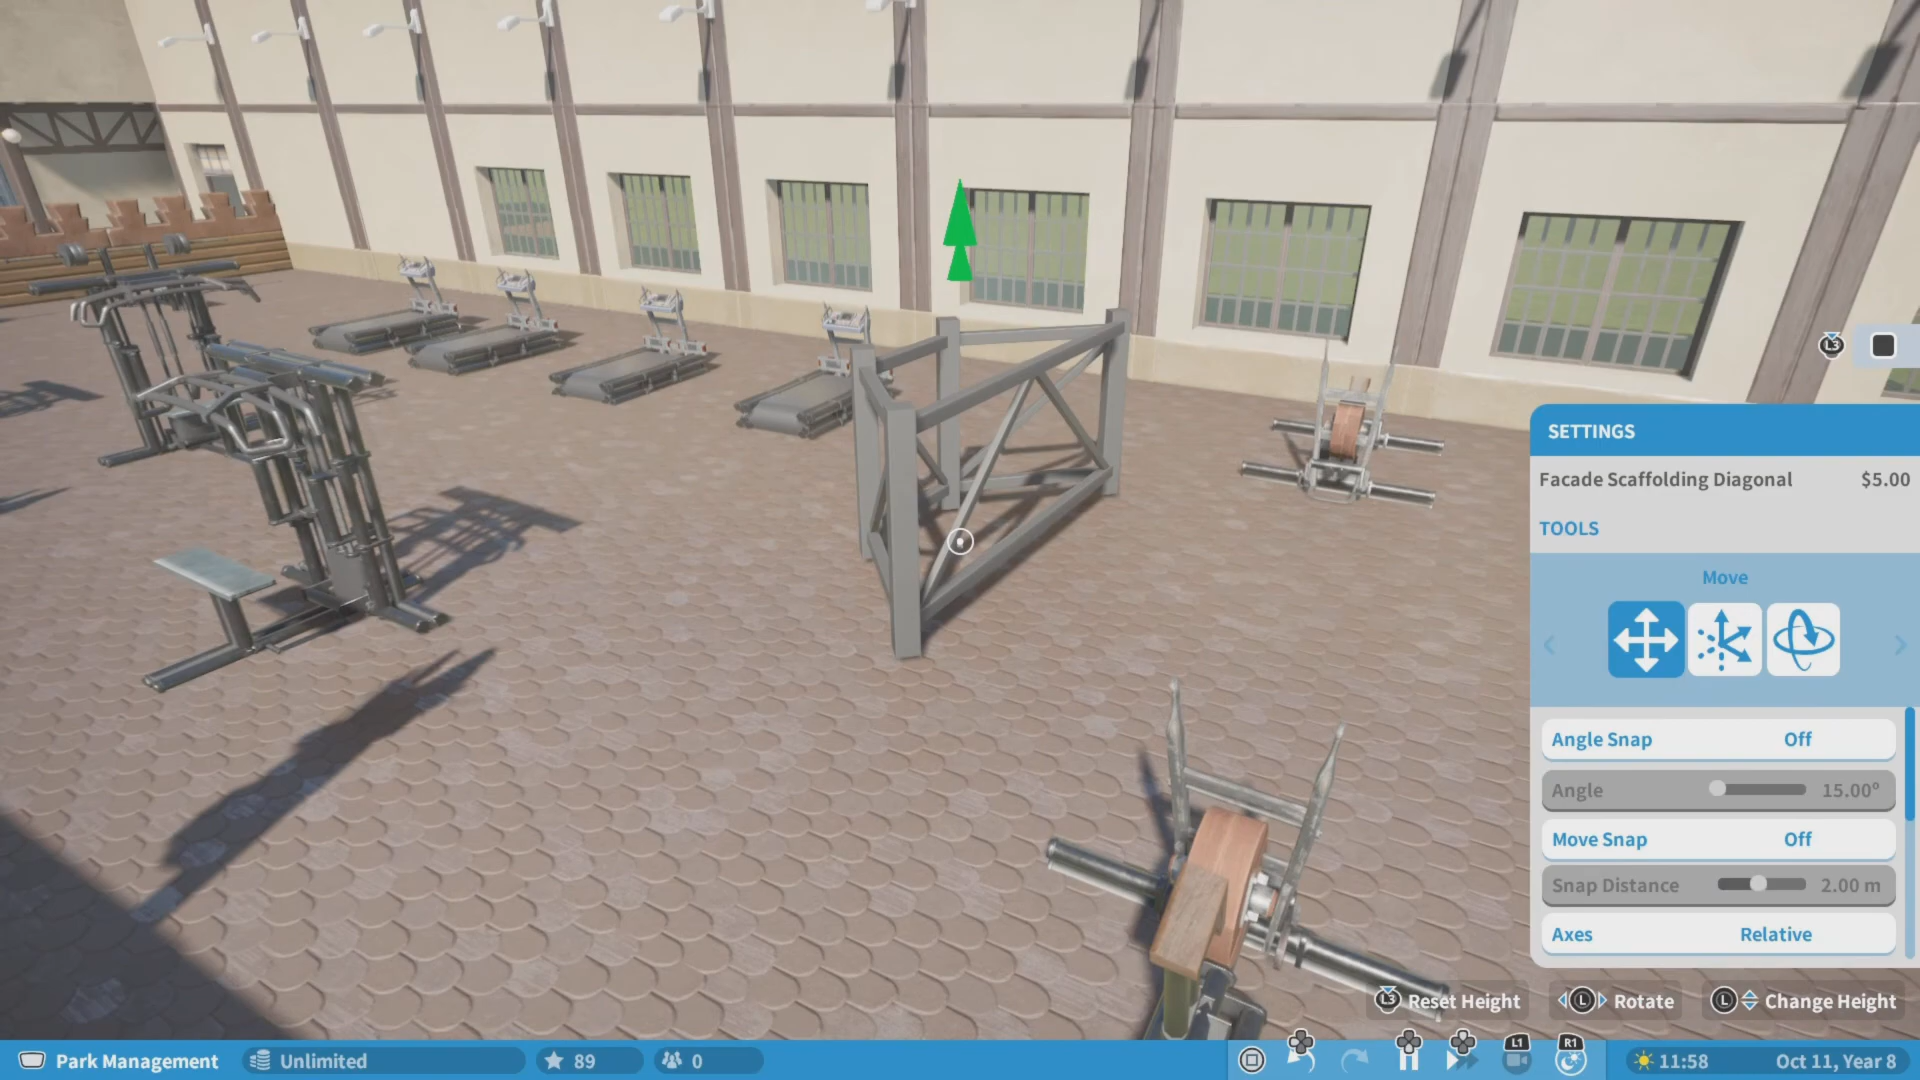 L3
SETTINGS
Facade Scaffolding Diagonal $5.00
TOOLS
Move
Angle Snap Off
Angle 15.00°
Move Snap Off
Snap Distance 2.00 m
Axes Relative
L3 Reset Height L Rotate L Change Height
Park Management Unlimited 89 0 L1 R1 11:58 Oct 11, Year 8